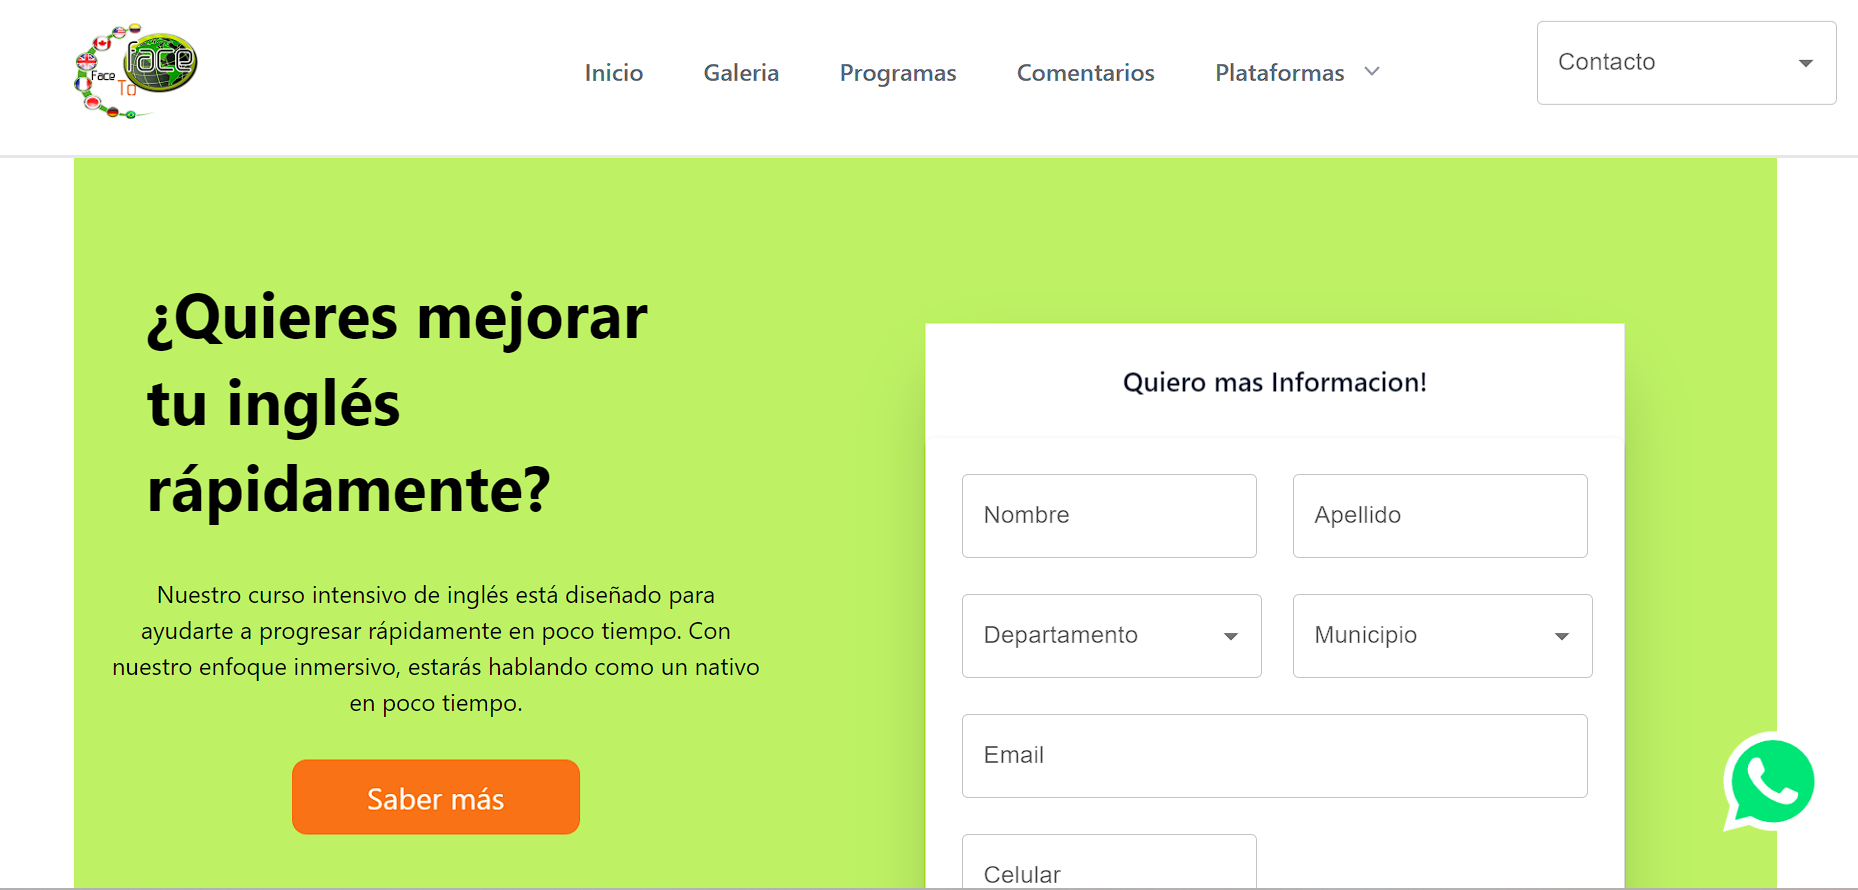 face
Face
To
Inicio
Galeria
Programas
Comentarios
Plataformas
Contacto
¿Quieres mejorar
tu inglés
rápidamente?
Nuestro curso intensivo de inglés está diseñado para
ayudarte a progresar rápidamente en poco tiempo. Con
nuestro enfoque inmersivo, estarás hablando como un nativo
en poco tiempo.
Saber más
Quiero mas Informacion!
Nombre
Apellido
Departamento
Municipio
Email
Celular